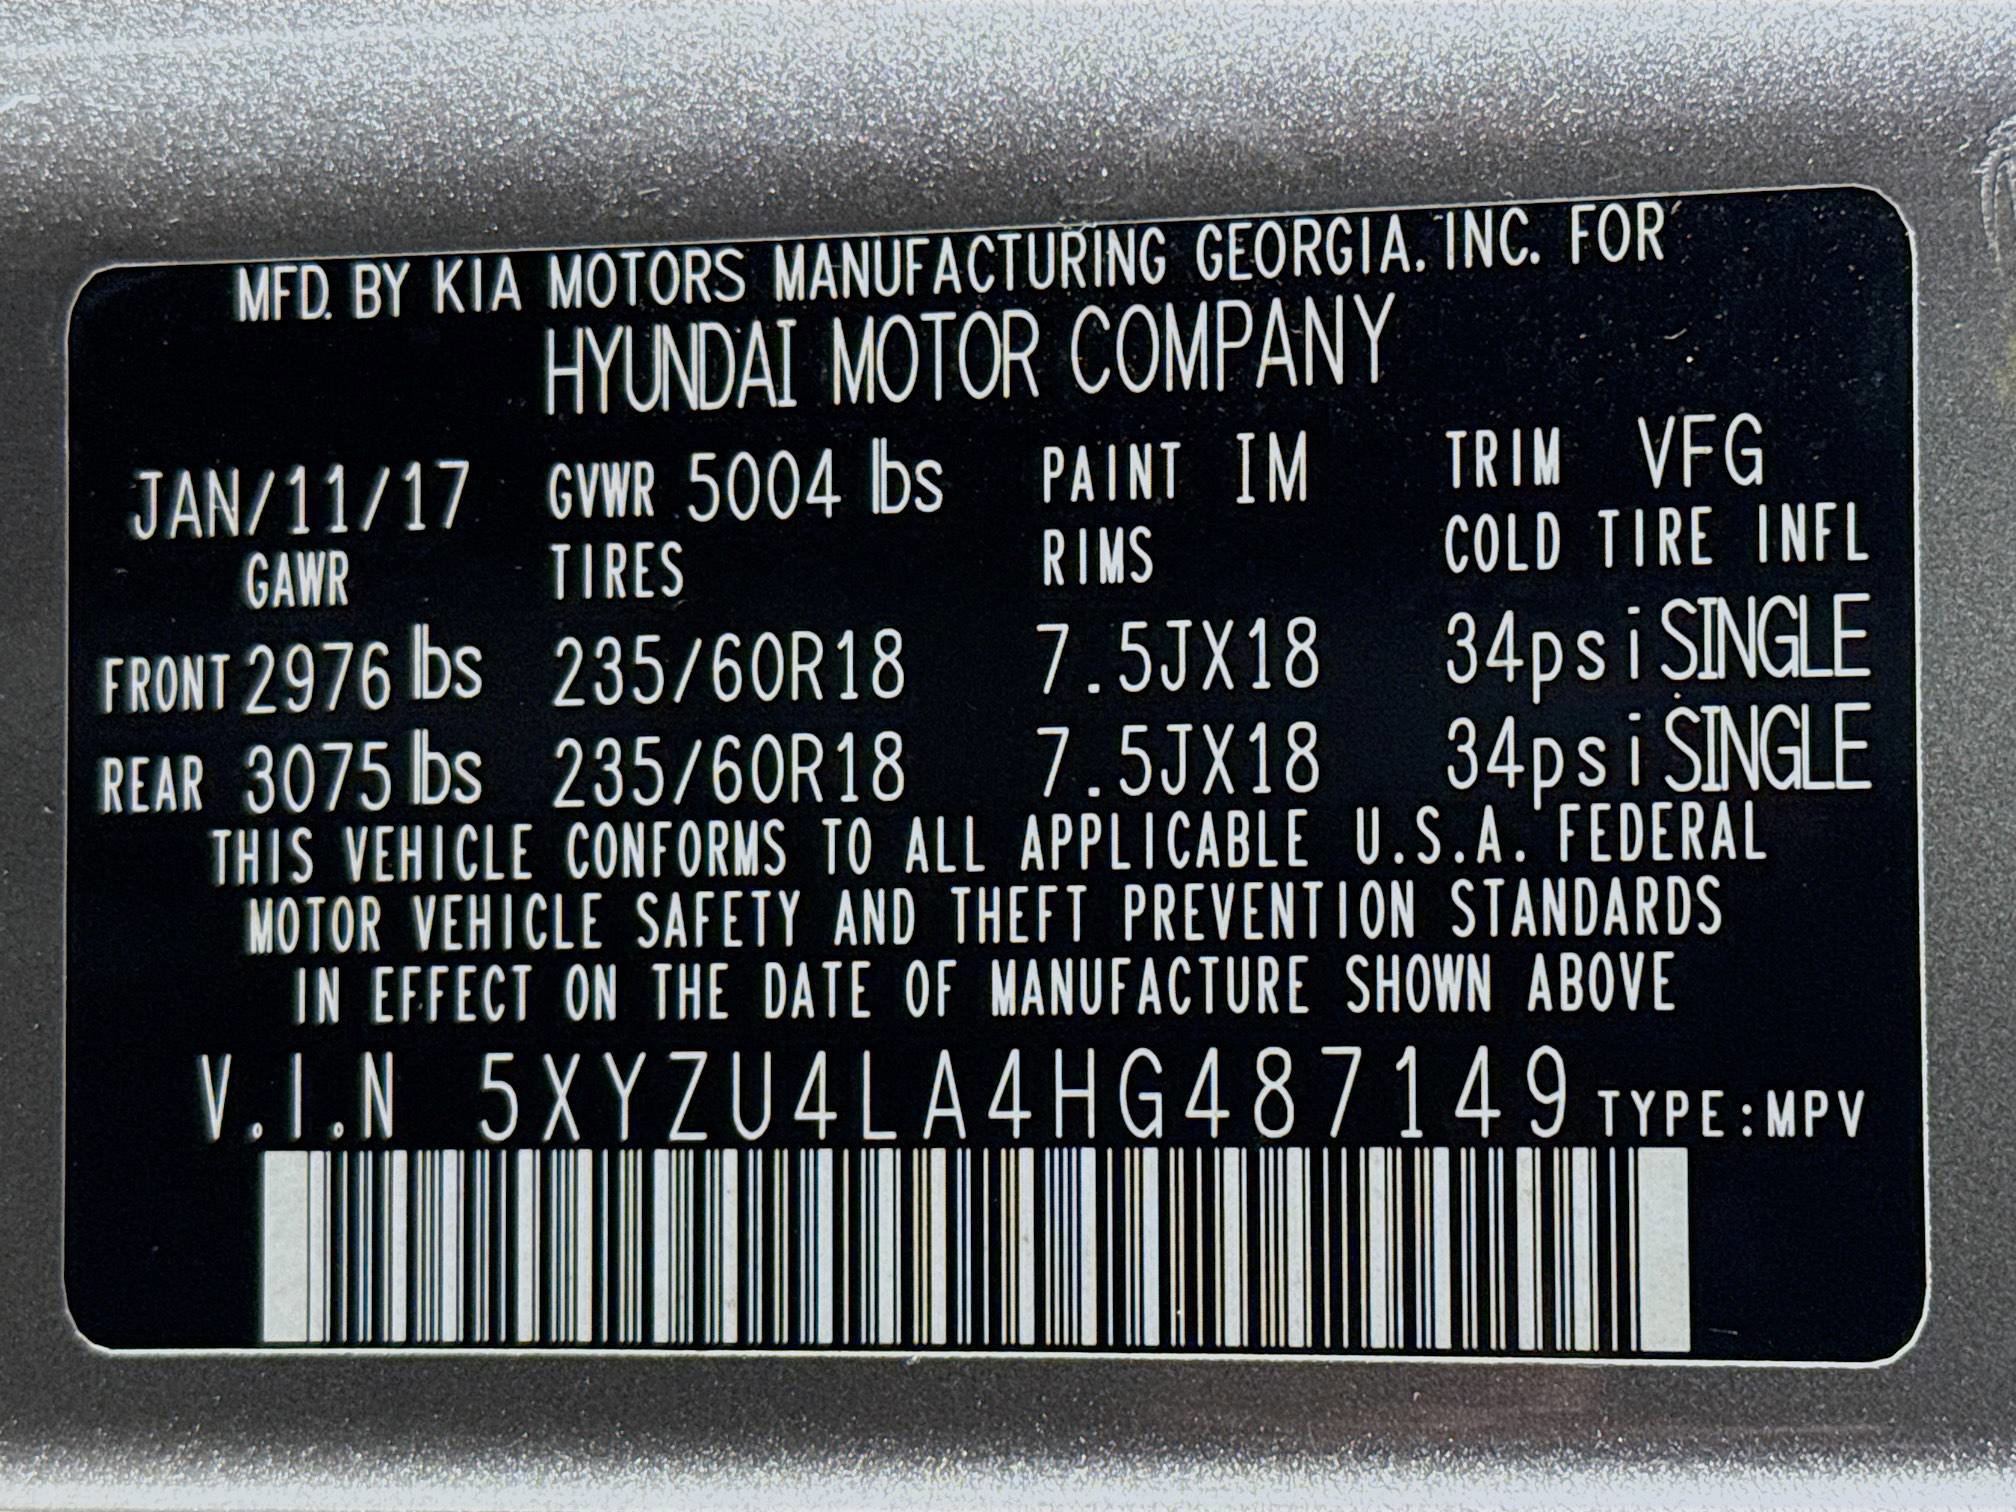 MFD. BY KIA MOTORS MANUFACTURING GEORGIA, INC. FOR
HYUNDAI MOTOR COMPANY
JAN/11/17 GVWR 5004 lbs PAINT IM TRIM VFG
GAWR TIRES RIMS COLD TIRE INFL
FRONT 2976 lbs 235/60R18 7.5JX18 34psi SINGLE
REAR 3075 lbs 235/60R18 7.5JX18 34psi SINGLE
THIS VEHICLE CONFORMS TO ALL APPLICABLE U.S.A. FEDERAL
MOTOR VEHICLE SAFETY AND THEFT PREVENTION STANDARDS
IN EFFECT ON THE DATE OF MANUFACTURE SHOWN ABOVE
V.I.N 5XYZU4LA4HG487149 TYPE:MPV